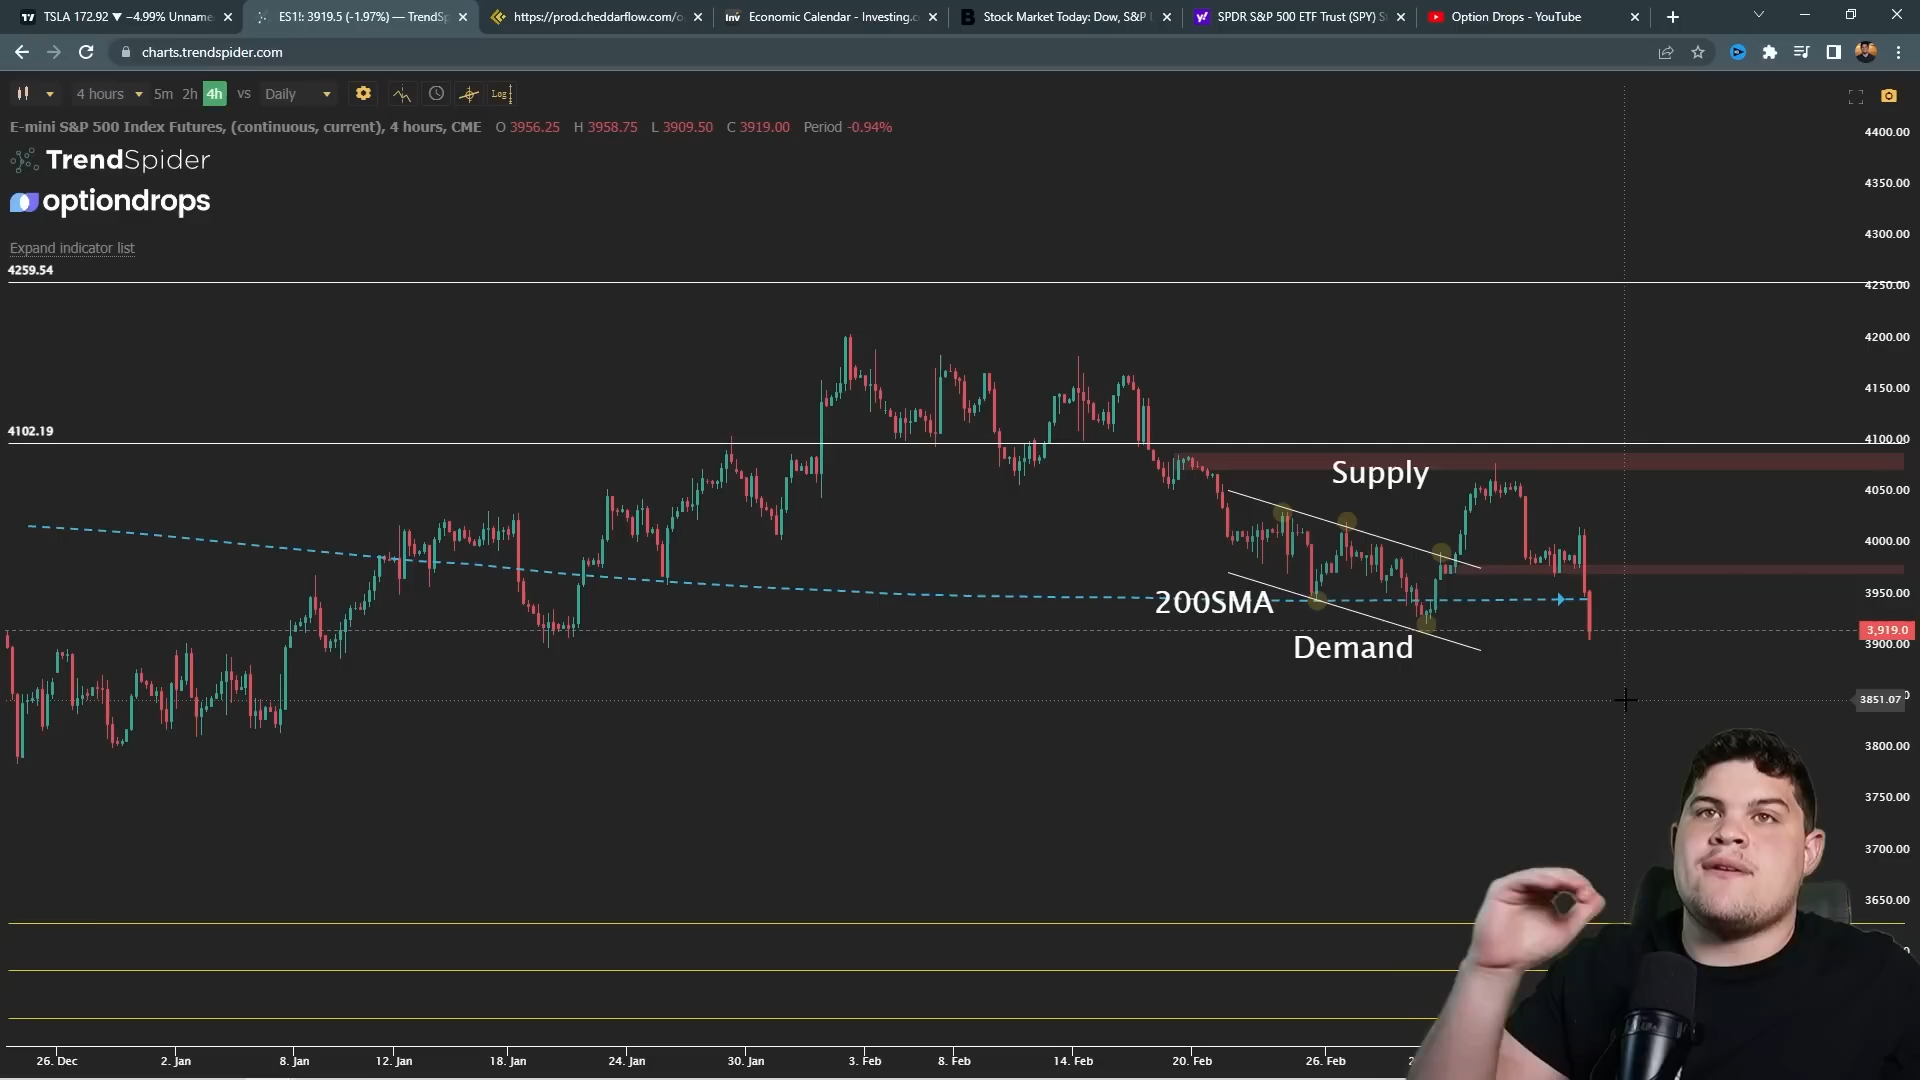 TSLA 172.92 ▼ −4.99% Unname
ES1!: 3919.5 (-1.97%) — TrendS
https://prod.cheddarflow.com/o
Economic Calendar - Investing.c
Stock Market Today: Dow, S&P
SPDR S&P 500 ETF Trust (SPY) S
Option Drops - YouTube
charts.trendspider.com
4 hours 5m 2h 4h vs Daily Log
E-mini S&P 500 Index Futures, (continuous, current), 4 hours, CME O 3956.25 H 3958.75 L 3909.50 C 3919.00 Period -0.94%
TrendSpider
optiondrops
Expand indicator list
4259.54
4102.19
Supply
200SMA
Demand
4400.00
4350.00
4300.00
4250.00
4200.00
4150.00
4100.00
4050.00
4000.00
3950.00
3,919.0
3900.00
3851.07
3800.00
3750.00
3700.00
3650.00
26. Dec 2. Jan 8. Jan 12. Jan 18. Jan 24. Jan 30. Jan 3. Feb 8. Feb 14. Feb 20. Feb 26. Feb